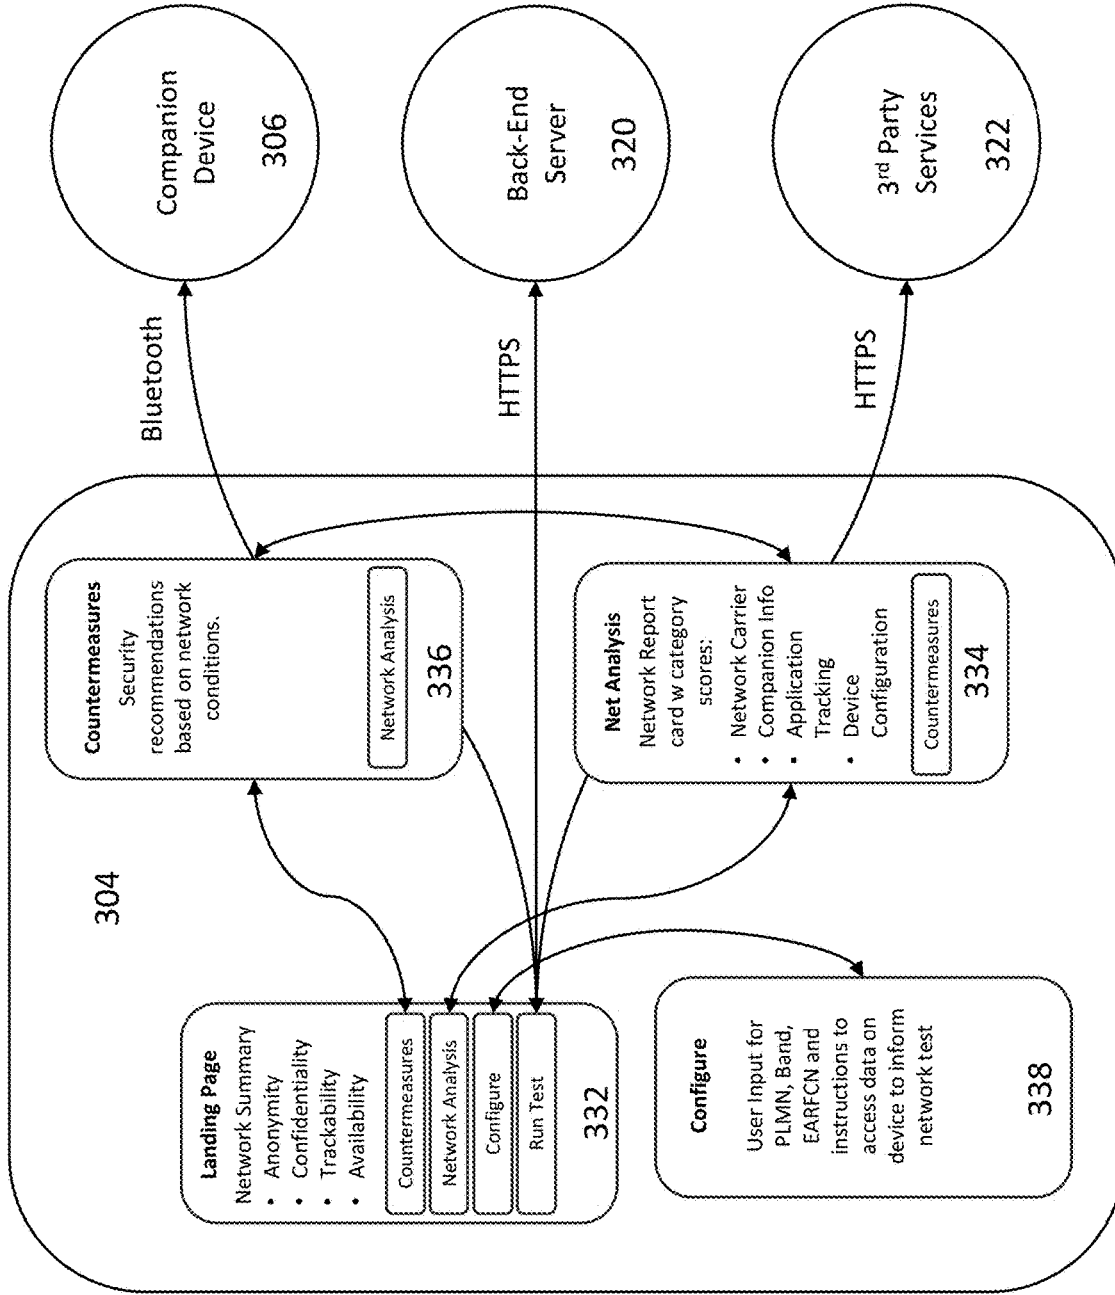 304
Landing Page
Network Summary
• Anonymity
• Confidentiality
• Trackability
• Availability
Countermeasures
Network Analysis
Configure
Run Test
332
Countermeasures
Security
recommendations
based on network
conditions.
Network Analysis
336
Configure
User Input for
PLMN, Band,
EARFCN and
instructions to
access data on
device to inform
network test
338
Net Analysis
Network Report
card w category
scores:
• Network Carrier
• Companion Info
• Application
Tracking
• Device
Configuration
Countermeasures
334
Bluetooth
HTTPS
HTTPS
Companion
Device
306
Back-End
Server
320
3rd Party
Services
322